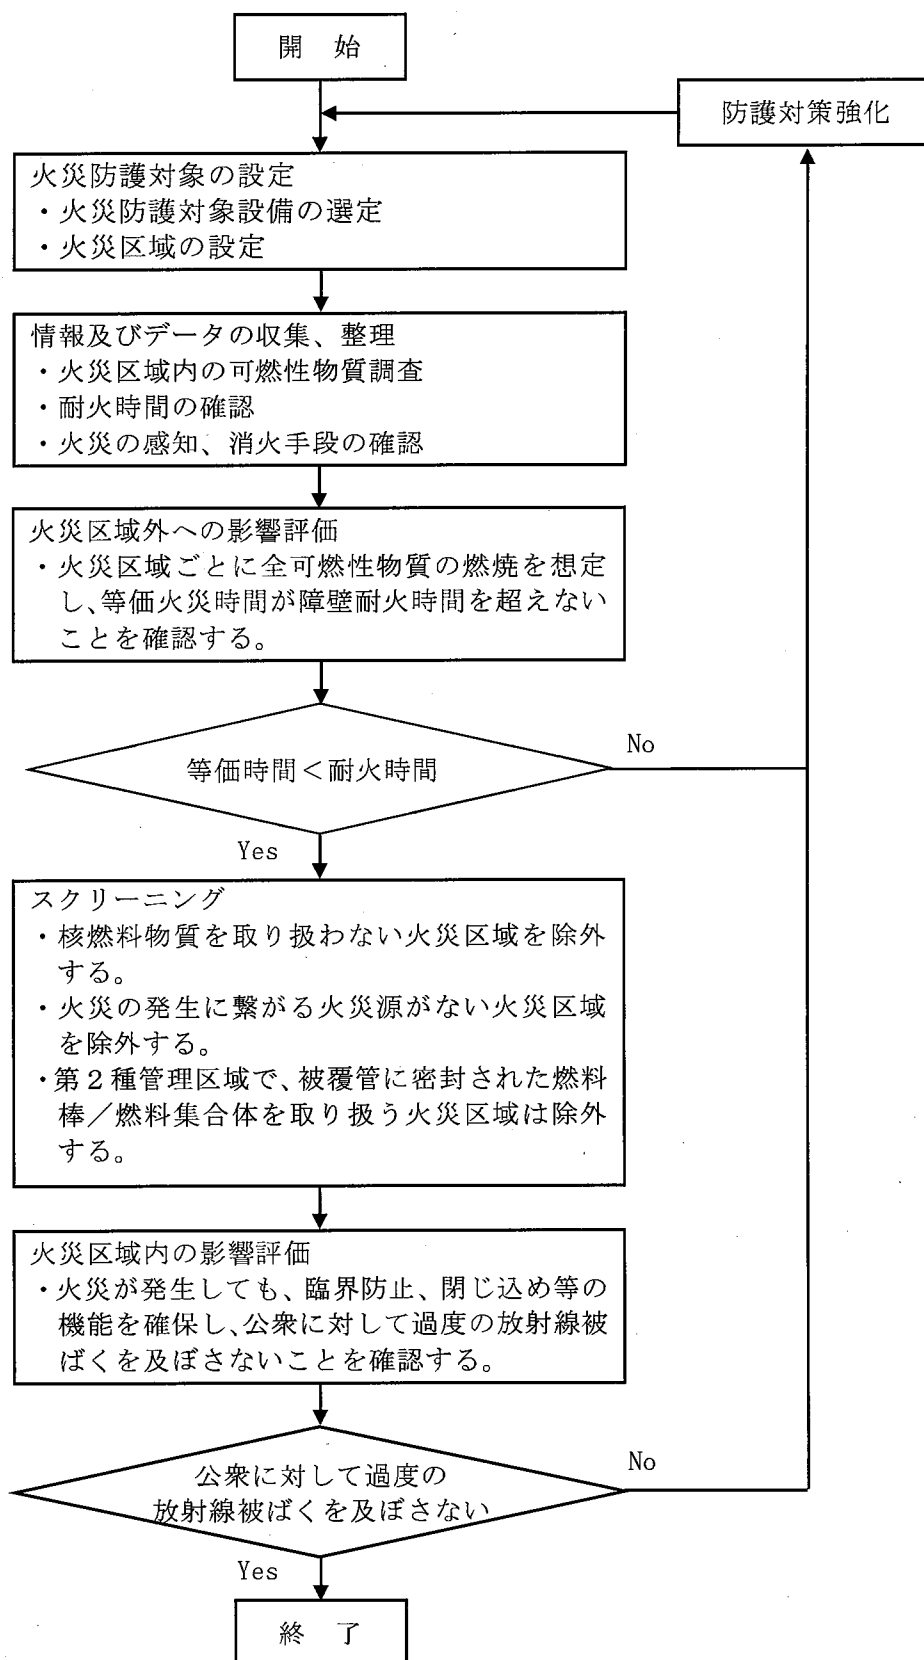 開 始
防護対策強化
火災防護対象の設定
・火災防護対象設備の選定
・火災区域の設定
情報及びデータの収集、整理
・火災区域内の可燃性物質調査
・耐火時間の確認
・火災の感知、消火手段の確認
火災区域外への影響評価
・火災区域ごとに全可燃性物質の燃焼を想定
し、等価火災時間が障壁耐火時間を超えない
ことを確認する。
等価時間＜耐火時間
No
Yes
スクリーニング
・核燃料物質を取り扱わない火災区域を除外
する。
・火災の発生に繋がる火災源がない火災区域
を除外する。
・第２種管理区域で、被覆管に密封された燃料
棒／燃料集合体を取り扱う火災区域は除外
する。
火災区域内の影響評価
・火災が発生しても、臨界防止、閉じ込め等の
機能を確保し、公衆に対して過度の放射線被
ばくを及ぼさないことを確認する。
公衆に対して過度の
放射線被ばくを及ぼさない
No
Yes
終 了